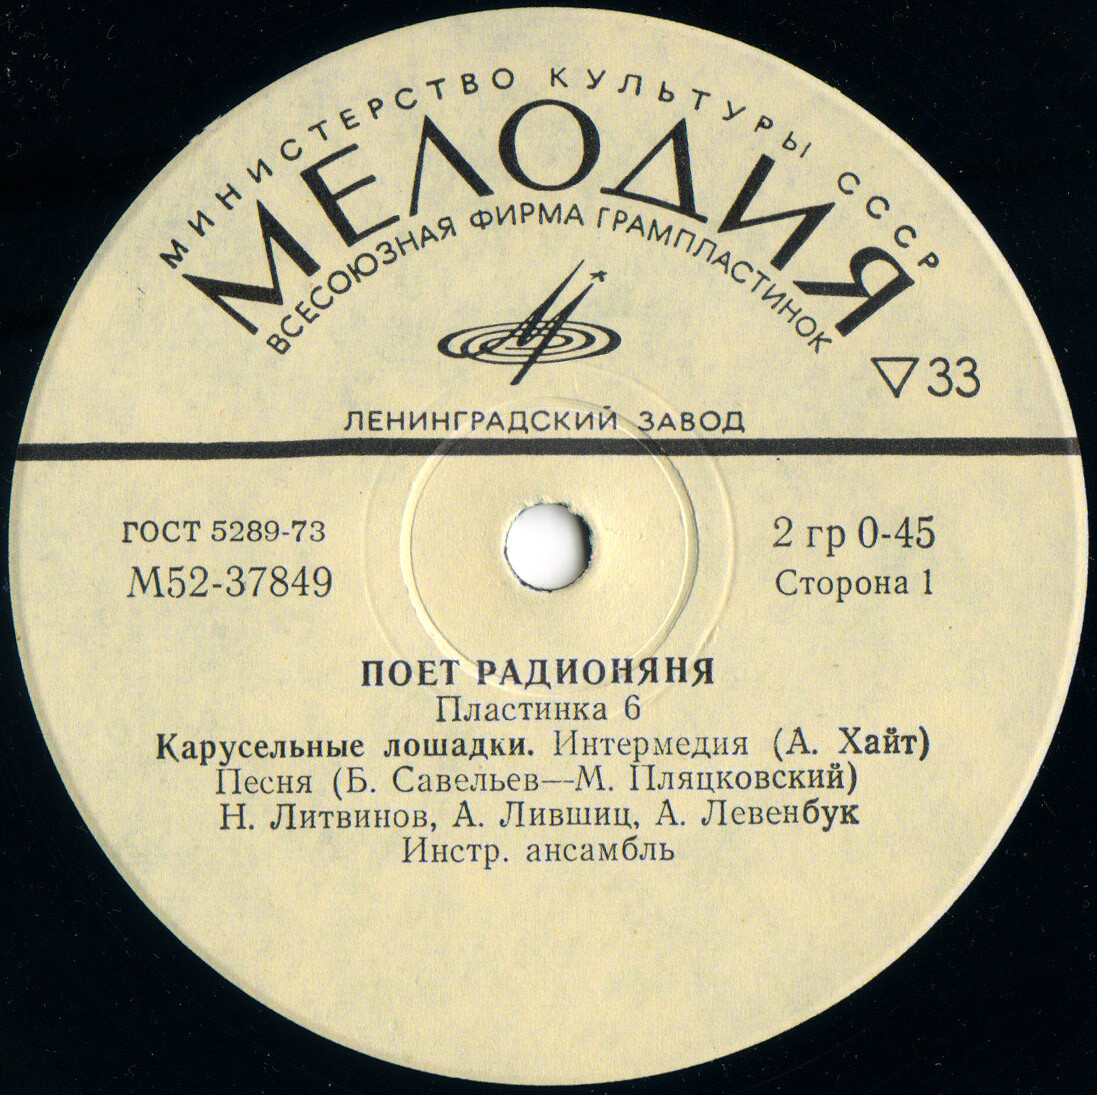 МИНИСТЕРСТВО КУЛЬТУРЫ СССР
МЕЛОДИЯ
ВСЕСОЮЗНАЯ ФИРМА ГРАМПЛАСТИНОК
▽33
ЛЕНИНГРАДСКИЙ ЗАВОД
ГОСТ 5289-73
М52-37849
2 гр 0-45
Сторона 1
ПОЕТ РАДИОНЯНЯ
Пластинка 6
Карусельные лошадки. Интермедия (А. Хайт)
Песня (Б. Савельев—М. Пляцковский)
Н. Литвинов, А. Лившиц, А. Левенбук
Инстр. ансамбль